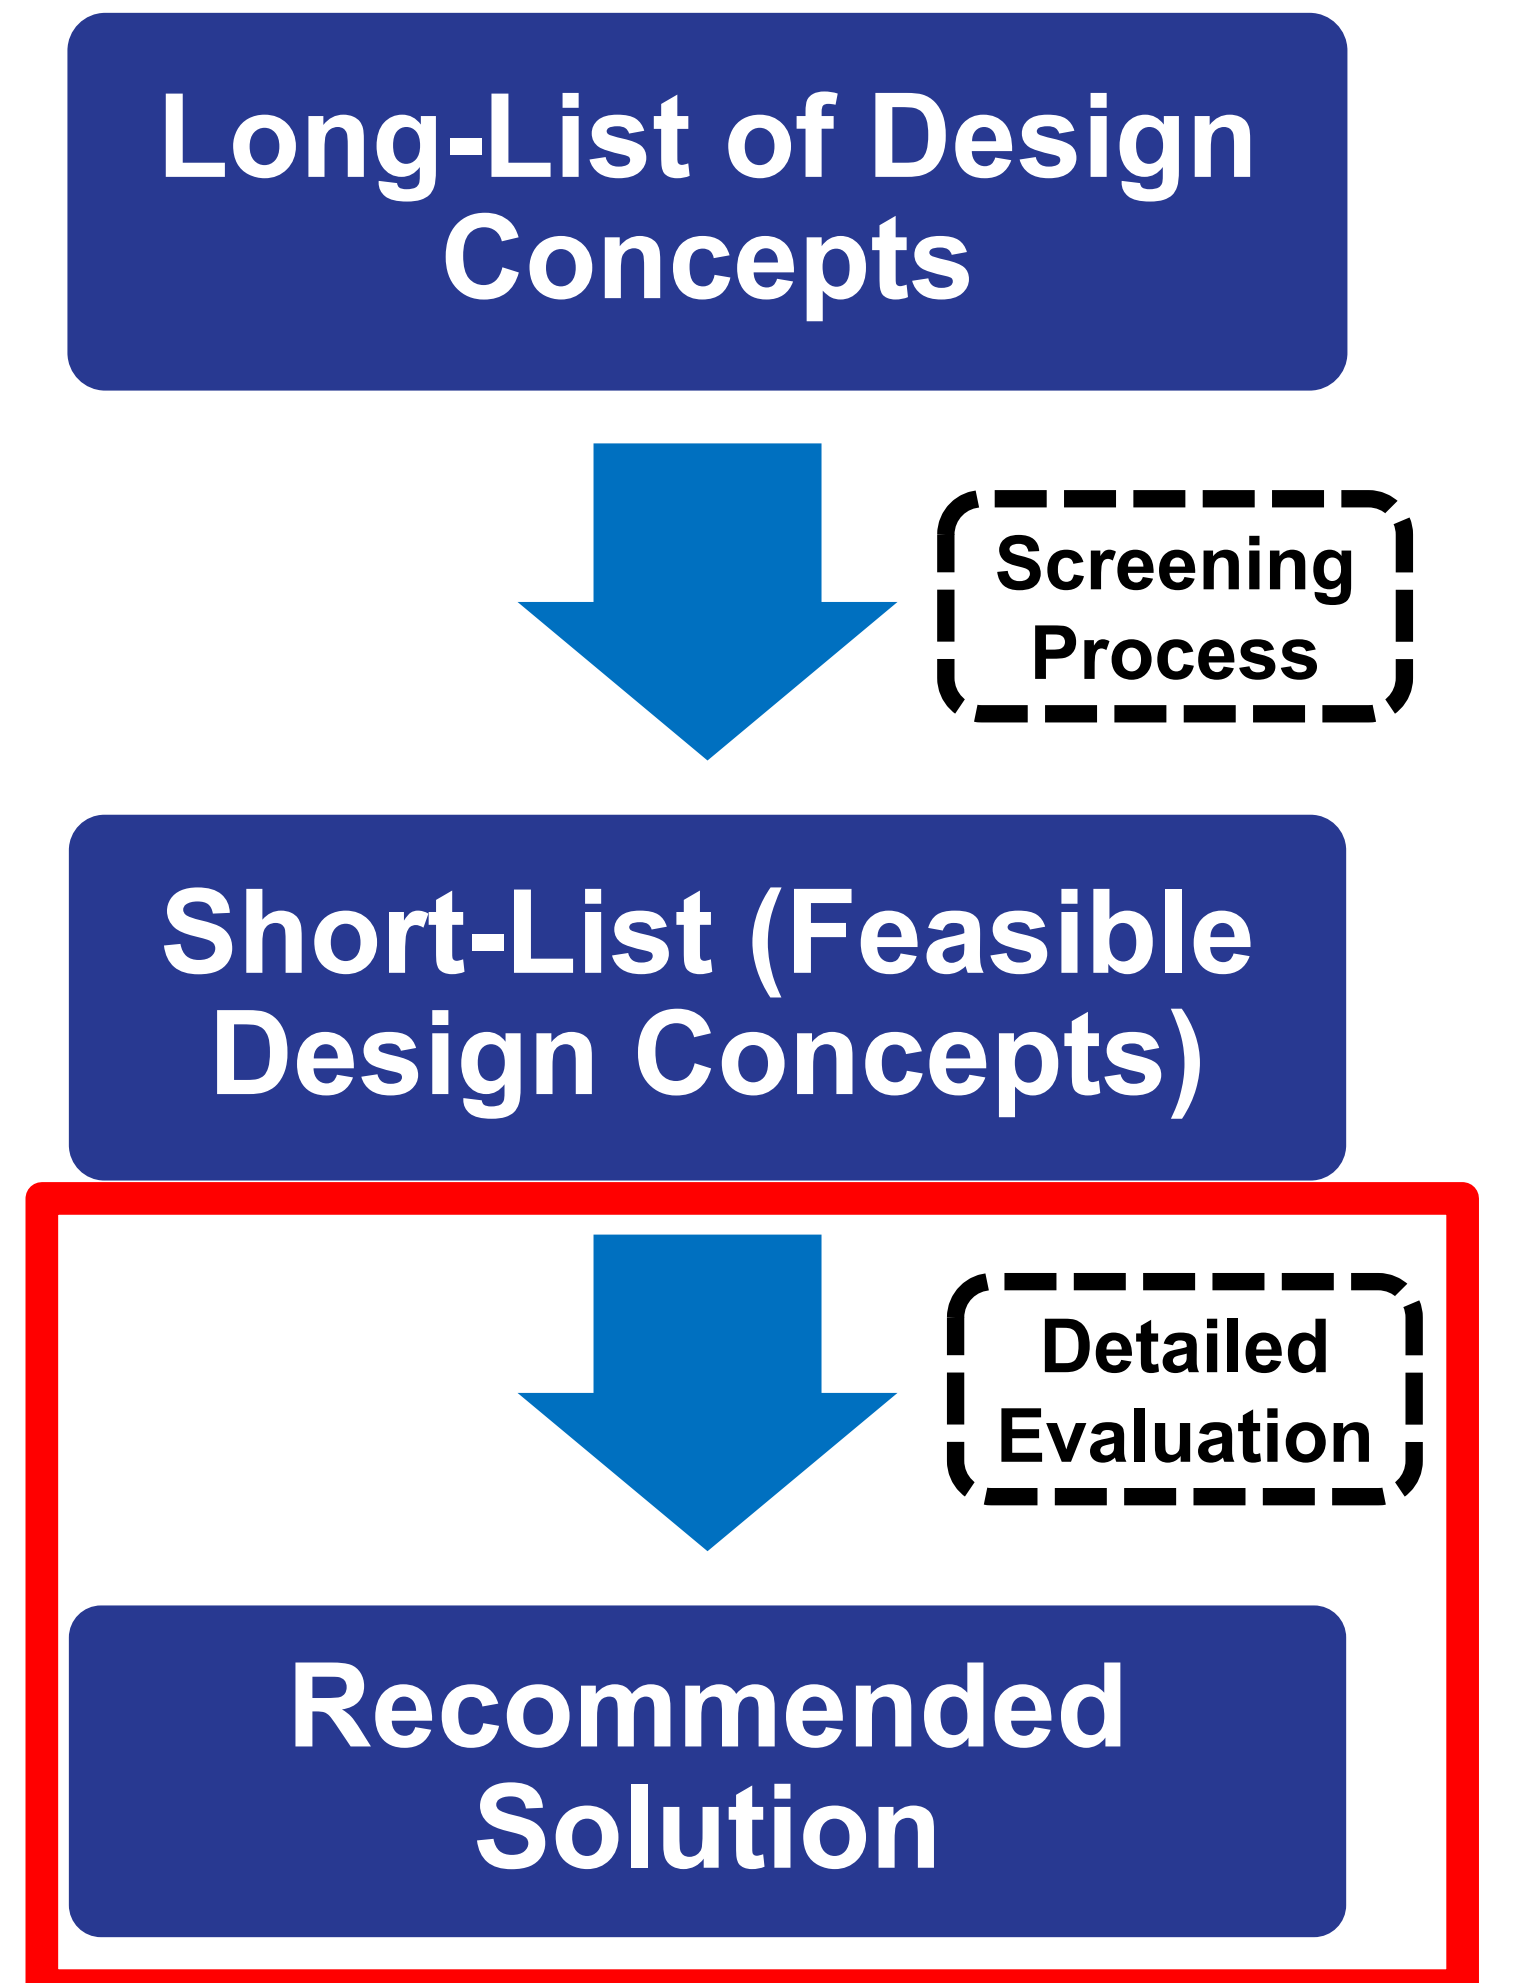 Long-List of Design
Concepts
Screening
Process
Short-List (Feasible
Design Concepts)
Detailed
Evaluation
Recommended
Solution